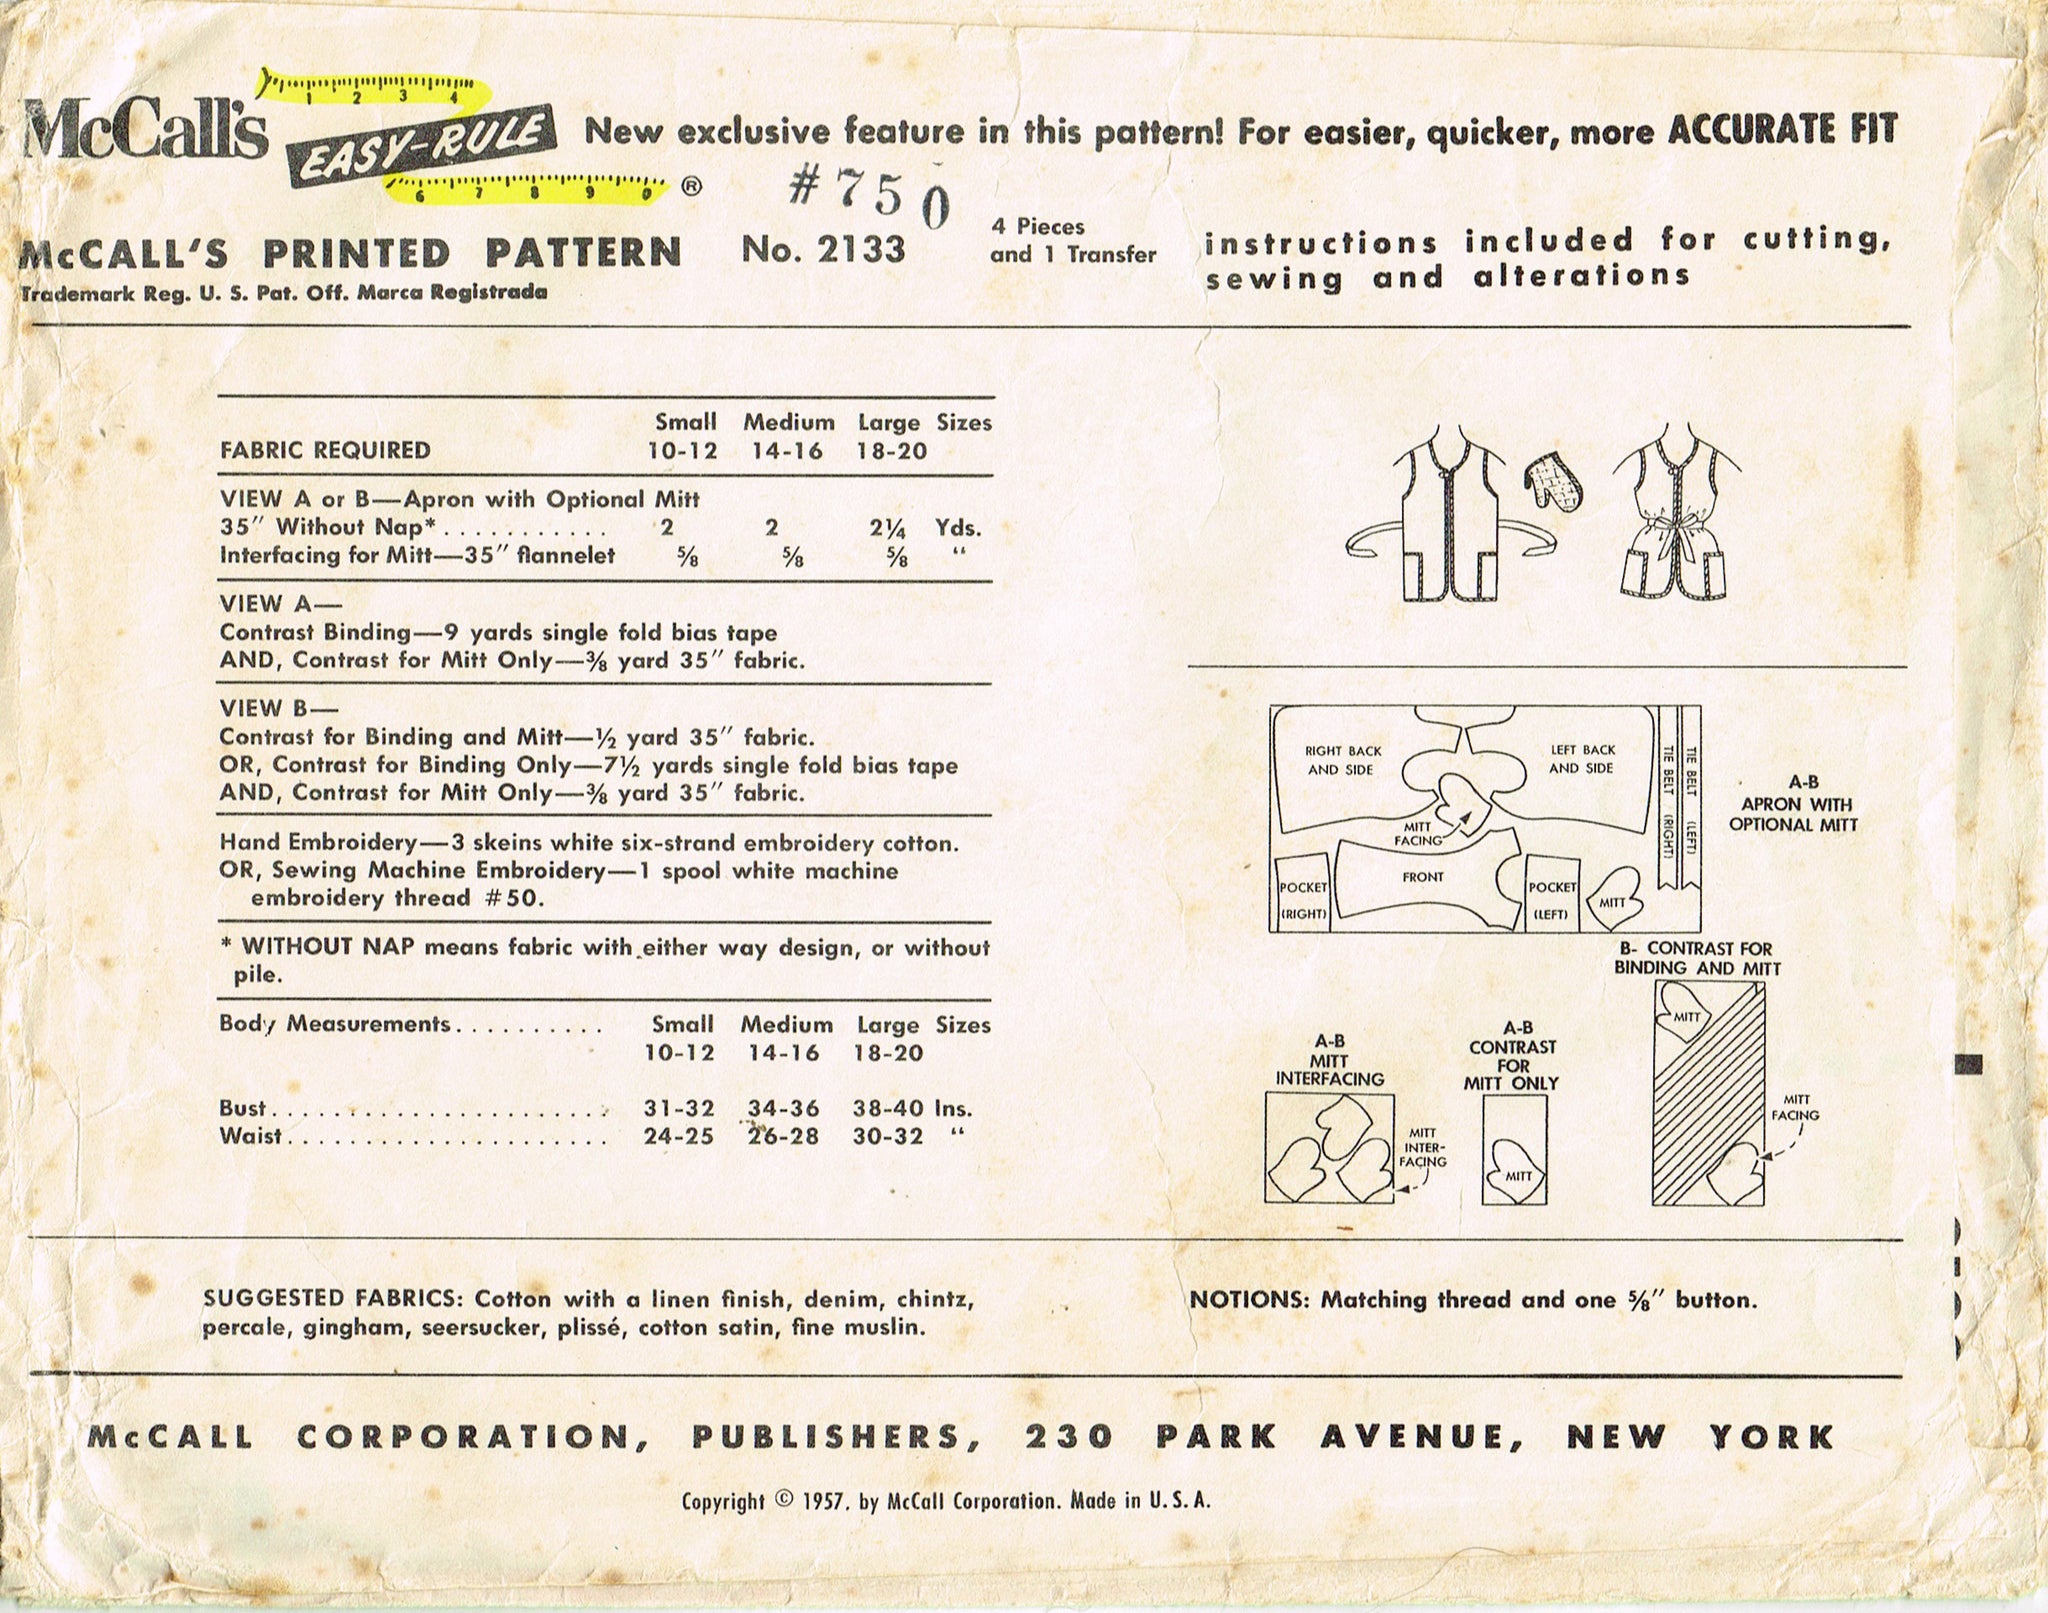 McCall's
1 2 3 4
EASY-RULE
6 7 8 9 0 ®
New exclusive feature in this pattern! For easier, quicker, more ACCURATE FIT
#750
McCALL'S PRINTED PATTERN No. 2133
Trademark Reg. U. S. Pat. Off. Marca Registrada
4 Pieces
and 1 Transfer
instructions included for cutting,
sewing and alterations
Small Medium Large Sizes
FABRIC REQUIRED 10-12 14-16 18-20
VIEW A or B—Apron with Optional Mitt
35″ Without Nap* . . . . . . . . . . . 2 2 2¼ Yds.
Interfacing for Mitt—35″ flannelet ⅝ ⅝ ⅝ “
VIEW A—
Contrast Binding—9 yards single fold bias tape
AND, Contrast for Mitt Only—⅜ yard 35″ fabric.
VIEW B—
Contrast for Binding and Mitt—½ yard 35″ fabric.
OR, Contrast for Binding Only—7½ yards single fold bias tape
AND, Contrast for Mitt Only—⅜ yard 35″ fabric.
Hand Embroidery—3 skeins white six-strand embroidery cotton.
OR, Sewing Machine Embroidery—1 spool white machine
embroidery thread #50.
* WITHOUT NAP means fabric with either way design, or without
pile.
Body Measurements. . . . . . . . . . Small Medium Large Sizes
10-12 14-16 18-20
Bust. . . . . . . . . . . . . . . . . . . . . . 31-32 34-36 38-40 Ins.
Waist. . . . . . . . . . . . . . . . . . . . . 24-25 26-28 30-32 “
RIGHT BACK
AND SIDE
LEFT BACK
AND SIDE
TIE BELT (RIGHT)
TIE BELT (LEFT)
MITT
FACING
POCKET
(RIGHT)
FRONT
POCKET
(LEFT)
MITT
A-B
APRON WITH
OPTIONAL MITT
B- CONTRAST FOR
BINDING AND MITT
MITT
MITT
FACING
A-B
MITT
INTERFACING
MITT
INTER-
FACING
A-B
CONTRAST
FOR
MITT ONLY
MITT
SUGGESTED FABRICS: Cotton with a linen finish, denim, chintz,
percale, gingham, seersucker, plissé, cotton satin, fine muslin.
NOTIONS: Matching thread and one ⅝″ button.
McCALL CORPORATION, PUBLISHERS, 230 PARK AVENUE, NEW YORK
Copyright © 1957. by McCall Corporation. Made in U. S. A.